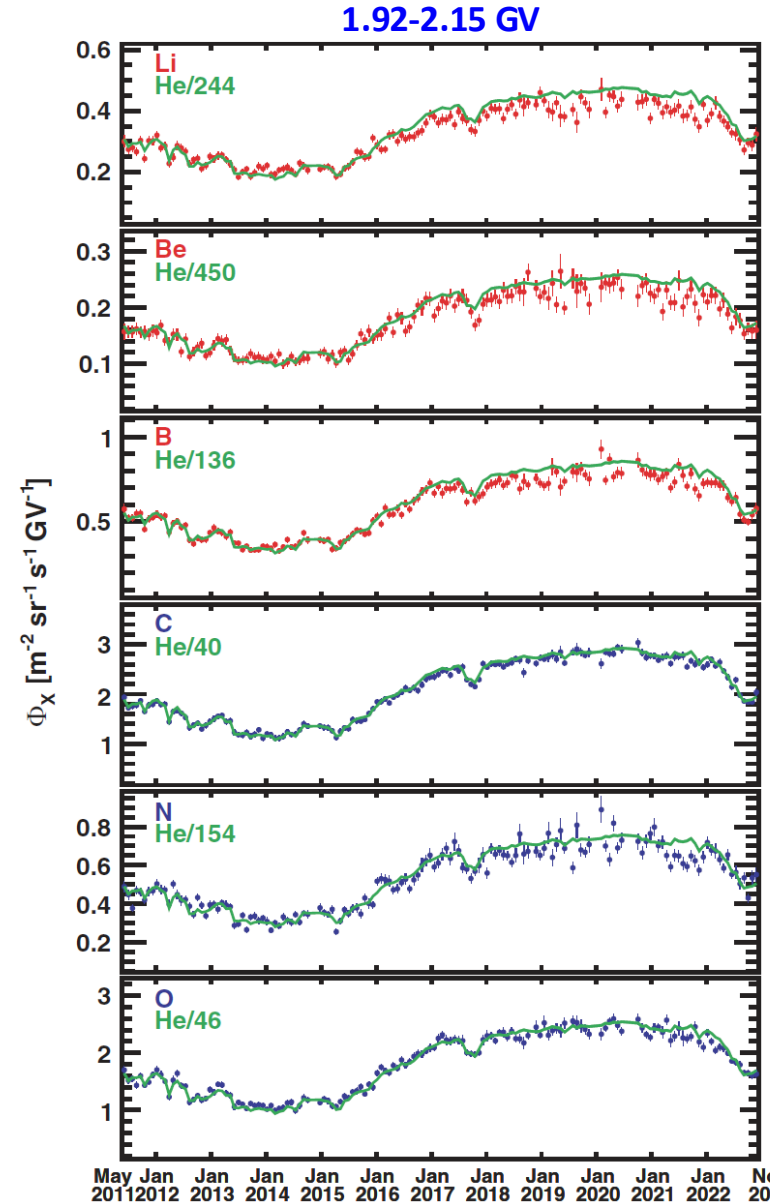 1.92-2.15 GV
ΦX [m-2 sr-1 s-1 GV-1]
0.6
0.4
0.2
Li
He/244
0.3
0.2
0.1
Be
He/450
1
0.5
B
He/136
3
2
1
C
He/40
0.8
0.6
0.4
0.2
N
He/154
3
2
1
O
He/46
May Jan Jan Jan Jan Jan Jan Jan Jan Jan Jan Jan
2011 2012 2013 2014 2015 2016 2017 2018 2019 2020 2021 2022